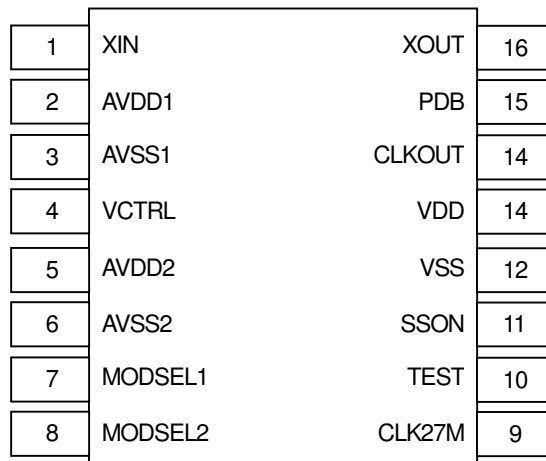 1 XIN XOUT 16
2 AVDD1 PDB 15
3 AVSS1 CLKOUT 14
4 VCTRL VDD 14
5 AVDD2 VSS 12
6 AVSS2 SSON 11
7 MODSEL1 TEST 10
8 MODSEL2 CLK27M 9